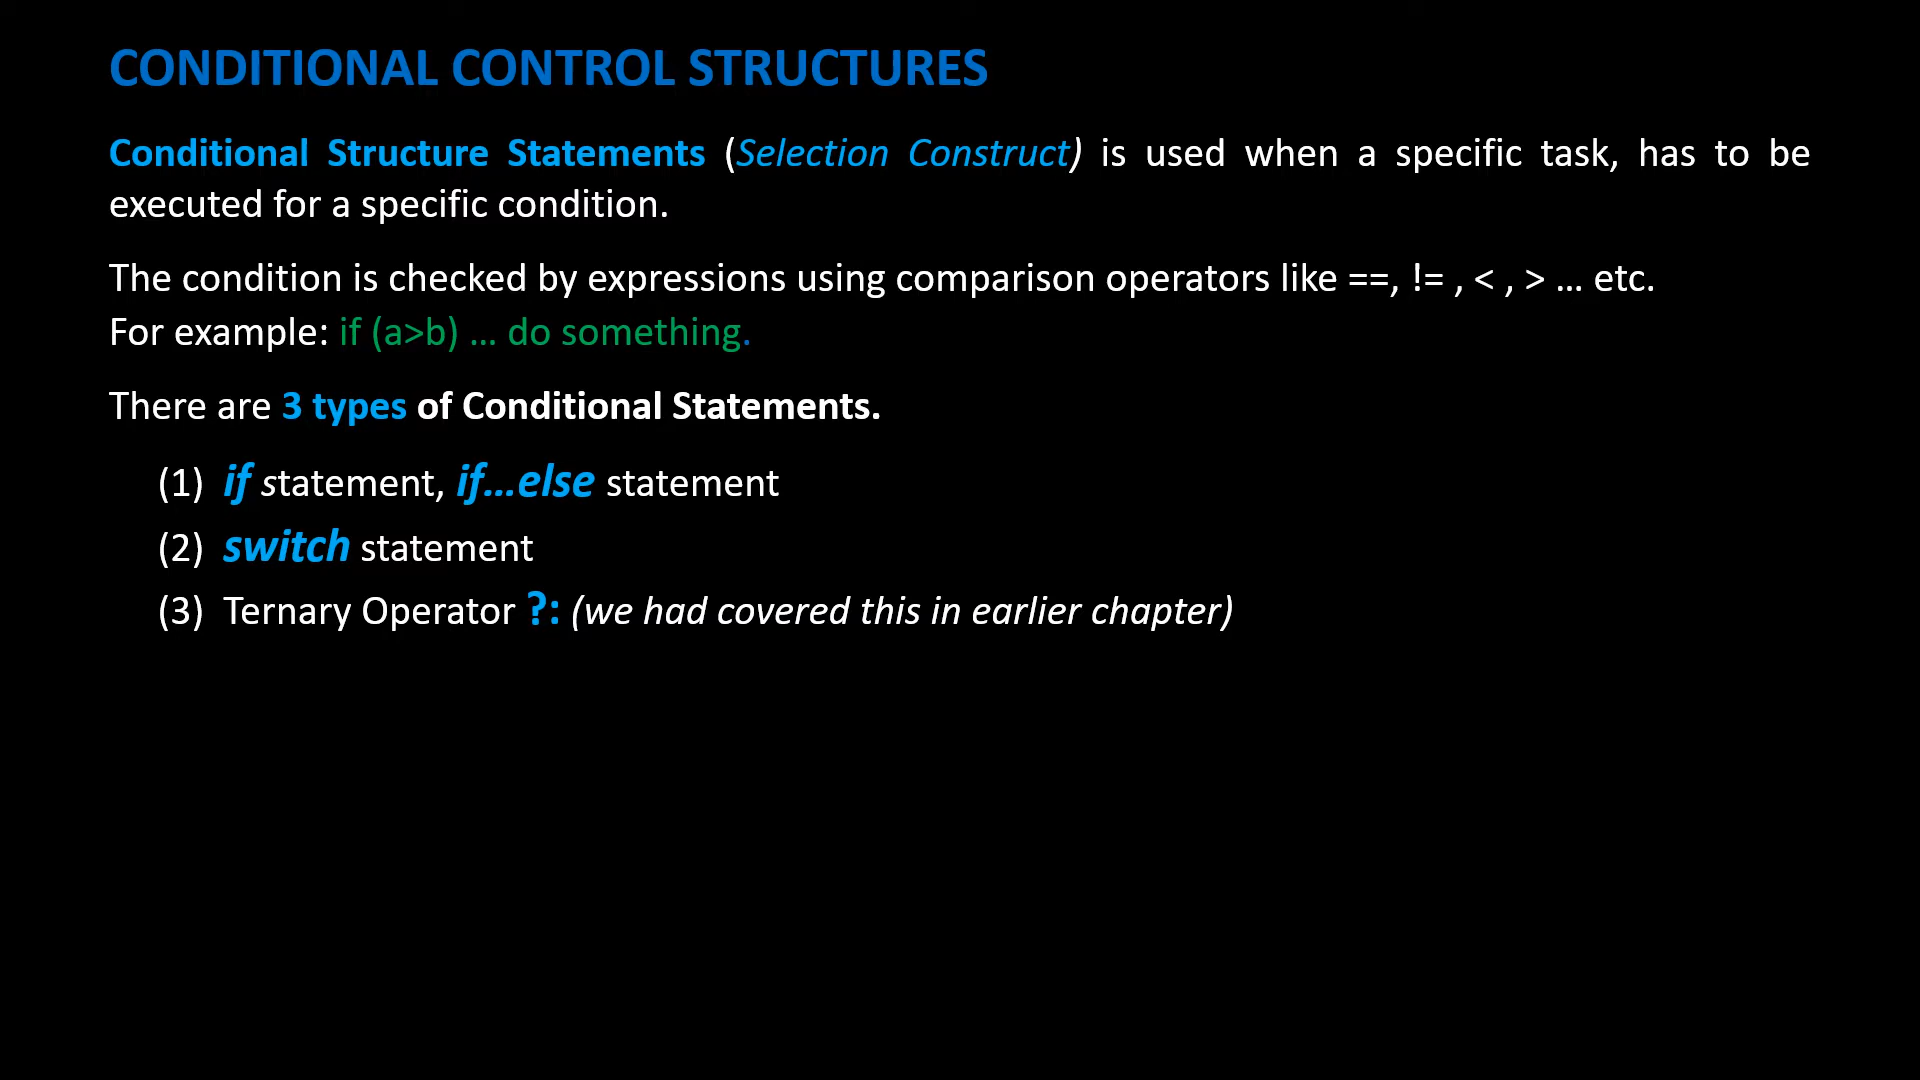 CONDITIONAL CONTROL STRUCTURES
Conditional Structure Statements (Selection Construct) is used when a specific task, has to be
executed for a specific condition.
The condition is checked by expressions using comparison operators like ==, != , < , > … etc.
For example: if (a>b) … do something.
There are 3 types of Conditional Statements.
(1) if statement, if…else statement
(2) switch statement
(3) Ternary Operator ?: (we had covered this in earlier chapter)